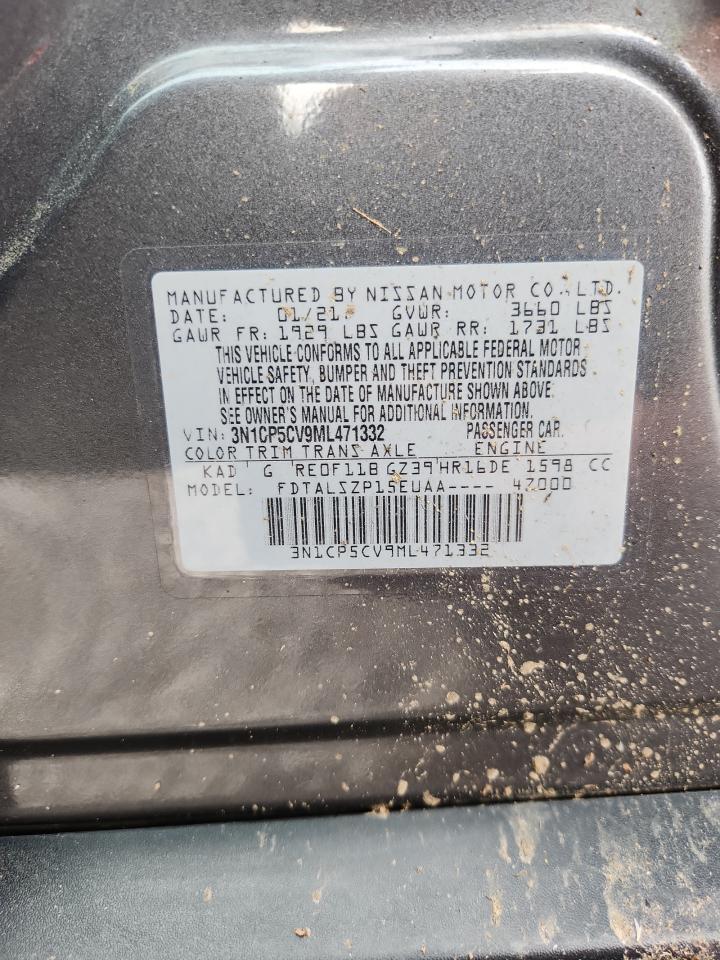 MANUFACTURED BY NISSAN MOTOR CO., LTD.
DATE: 01/21 GVWR: 3660 LBS
GAWR FR: 1929 LBS GAWR RR: 1731 LBS
THIS VEHICLE CONFORMS TO ALL APPLICABLE FEDERAL MOTOR
VEHICLE SAFETY, BUMPER AND THEFT PREVENTION STANDARDS
IN EFFECT ON THE DATE OF MANUFACTURE SHOWN ABOVE.
SEE OWNER'S MANUAL FOR ADDITIONAL INFORMATION.
VIN: 3N1CP5CV9ML471332 PASSENGER CAR
COLOR TRIM TRANS AXLE ENGINE
KAD G RE0F11B GZ39 HR16DE 1598 CC
MODEL: FDTALSZP15EUAA---- 4Z000
3N1CP5CV9ML471332